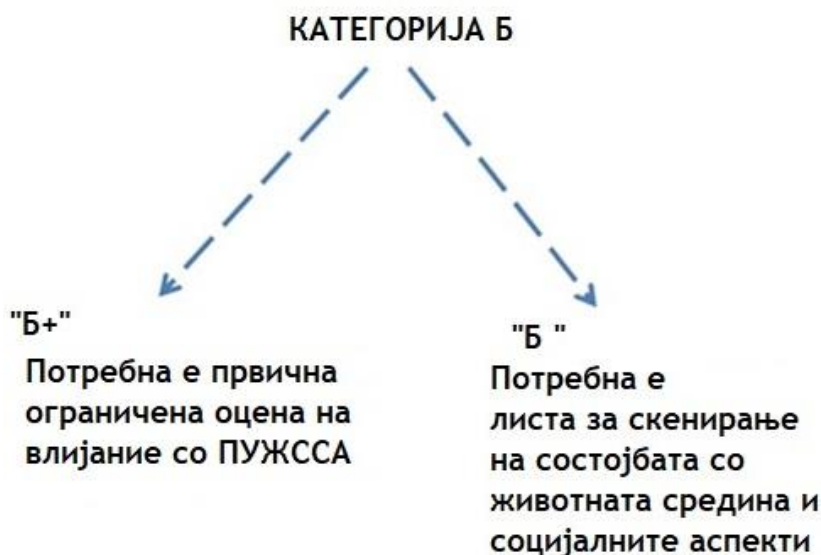 КАТЕГОРИЈА Б
"Б+"
Потребна е првична
ограничена оцена на
влијание со ПУЖССА
"Б "
Потребна е
листа за скенирање
на состојбата со
животната средина и
социјалните аспекти